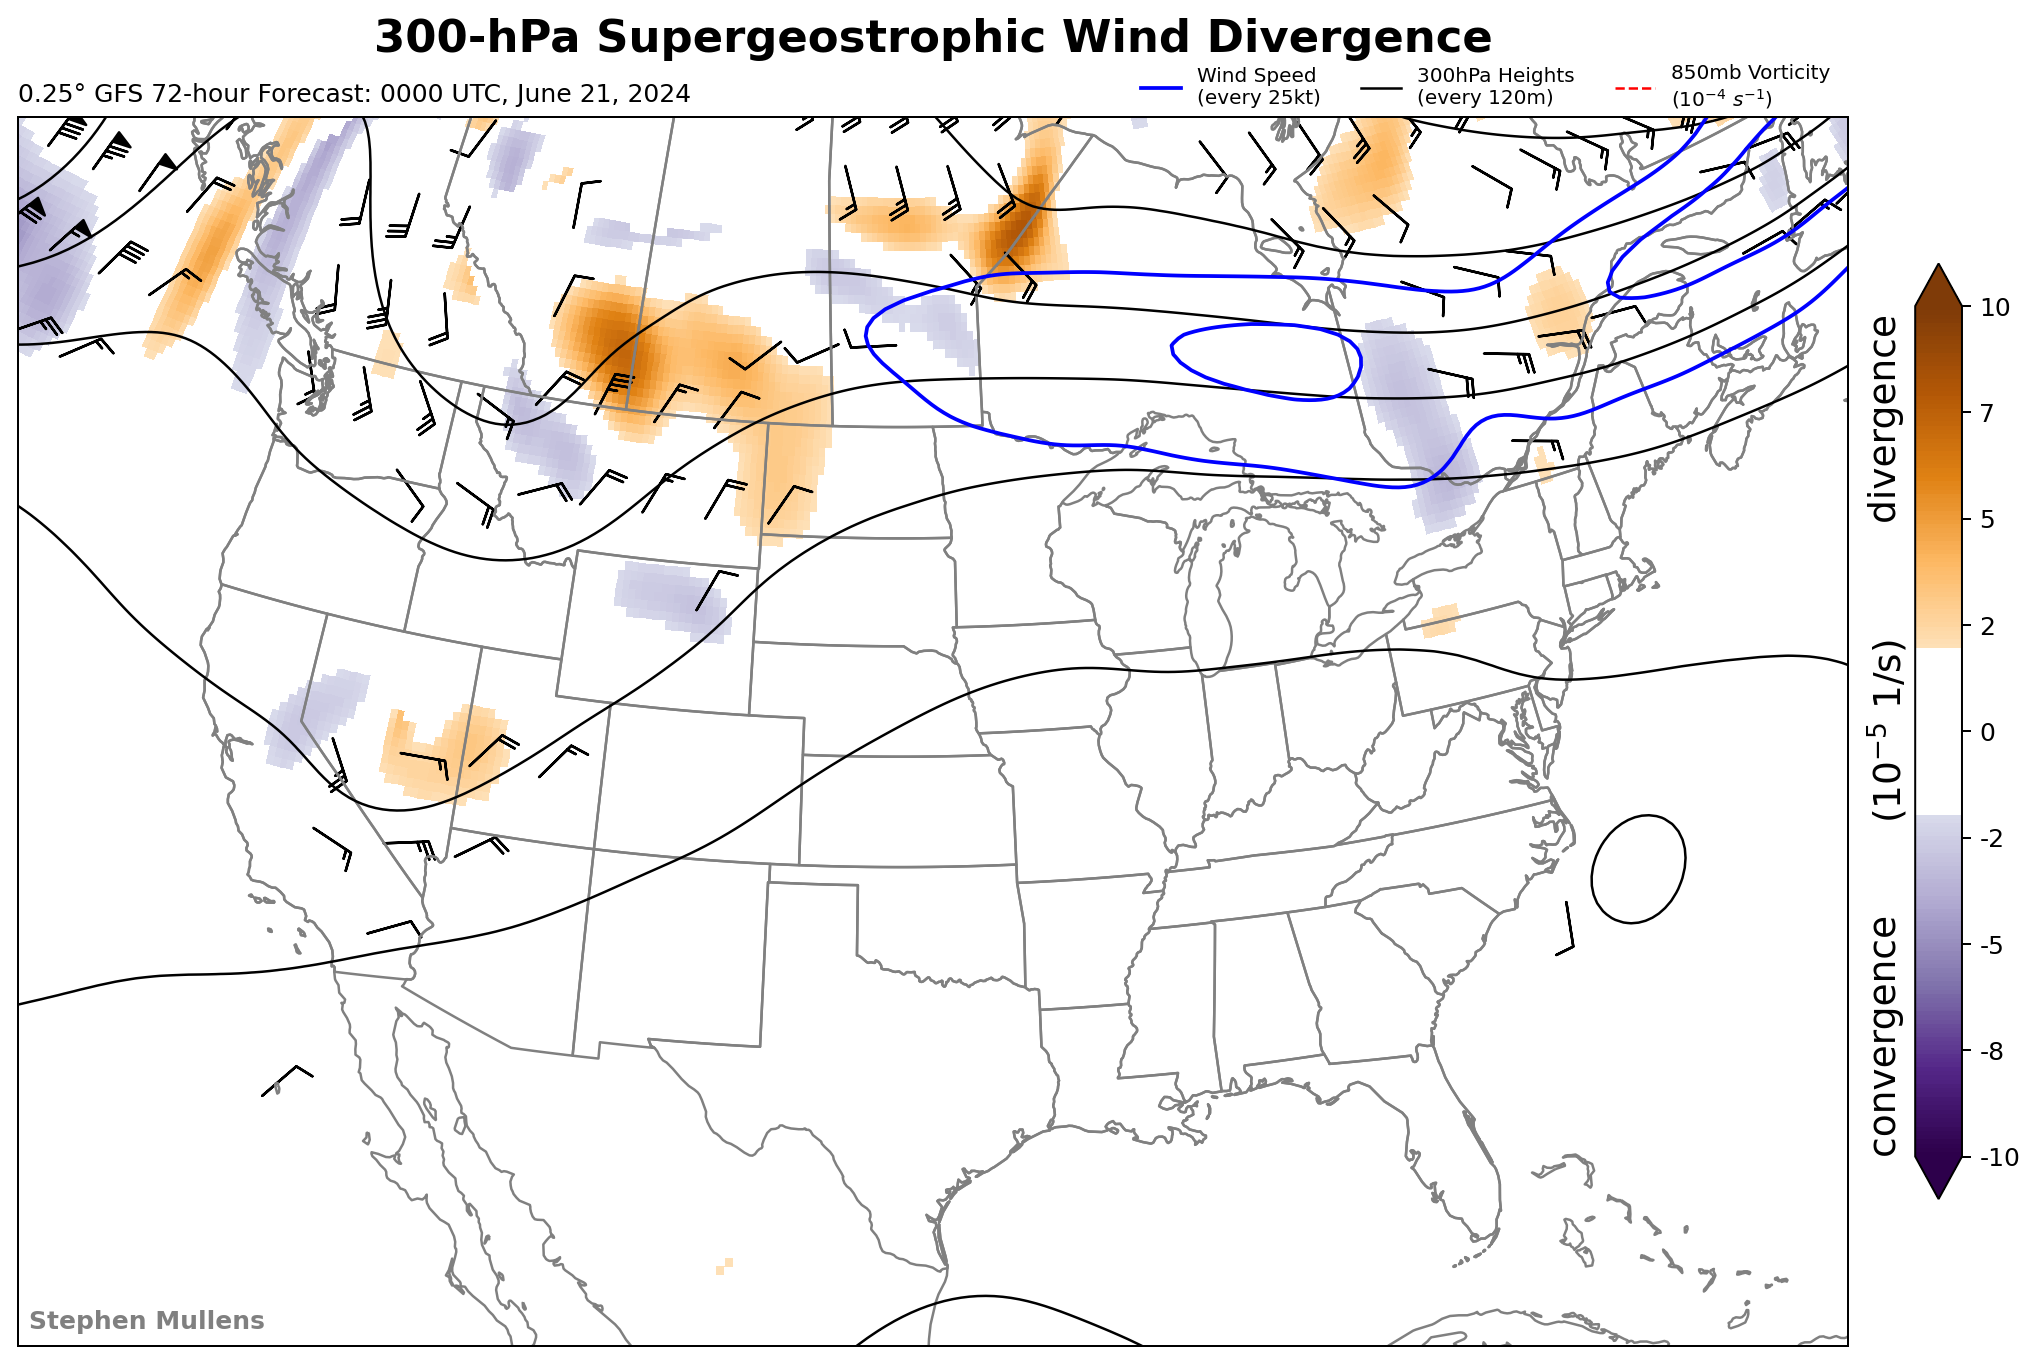 300-hPa Supergeostrophic Wind Divergence
0.25° GFS 72-hour Forecast: 0000 UTC, June 21, 2024
Wind Speed
(every 25kt)
300hPa Heights
(every 120m)
850mb Vorticity
(10⁻⁴ s⁻¹)
10
7
5
2
0
-2
-5
-8
-10
convergence (10⁻⁵ 1/s) divergence
Stephen Mullens